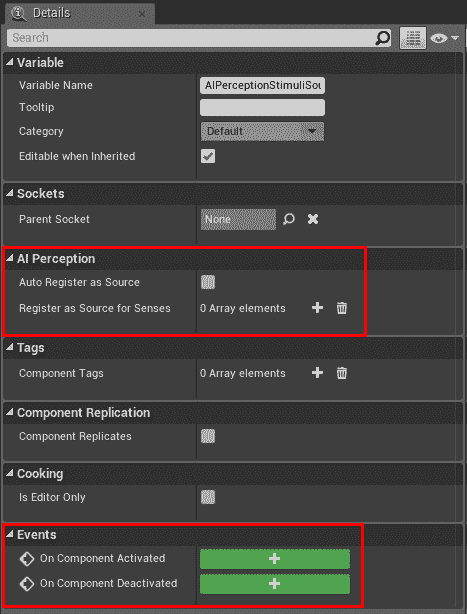 Details
Search
Variable
Variable Name AIPerceptionStimuliSou
Tooltip
Category Default
Editable when Inherited
Sockets
Parent Socket None
AI Perception
Auto Register as Source
Register as Source for Senses 0 Array elements
Tags
Component Tags 0 Array elements
Component Replication
Component Replicates
Cooking
Is Editor Only
Events
On Component Activated
On Component Deactivated